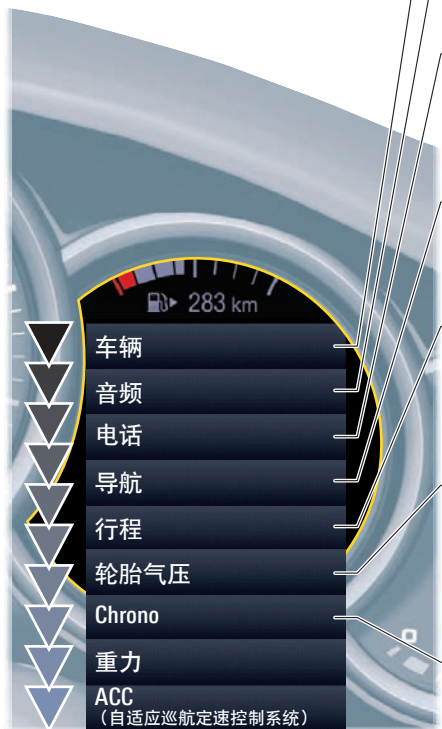 283 km
车辆
音频
电话
导航
行程
轮胎气压
Chrono
重力
ACC
（自适应巡航定速控制系统）